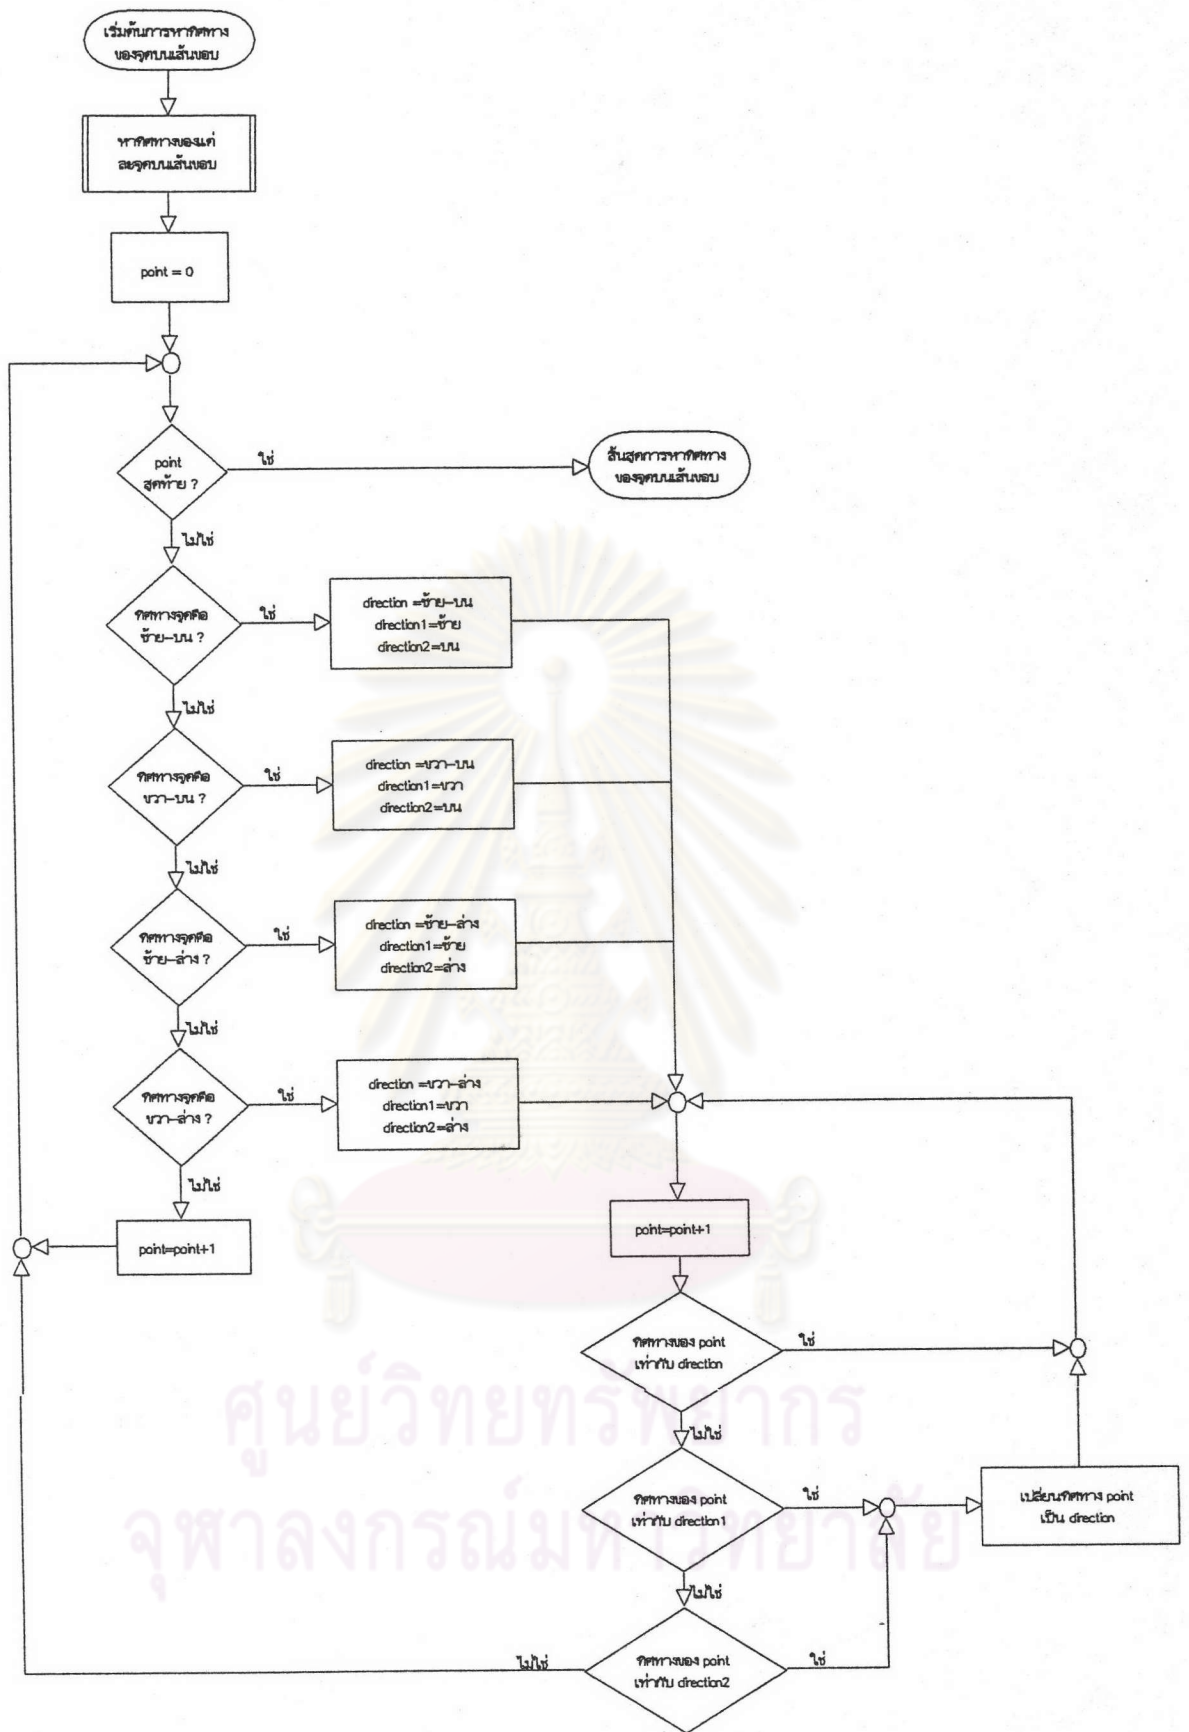 เริ่มต้นการหาทิศทาง
ของจุดบนเส้นขอบ
หาทิศทางของแต่
ละจุดบนเส้นขอบ
point = 0
point
สุดท้าย ?
ใช่
สิ้นสุดการหาทิศทาง
ของจุดบนเส้นขอบ
ไม่ใช่
ทิศทางจุดคือ
ซ้าย-บน ?
ใช่
direction =ซ้าย-บน
direction1=ซ้าย
direction2=บน
ไม่ใช่
ทิศทางจุดคือ
ขวา-บน ?
ใช่
direction =ขวา-บน
direction1=ขวา
direction2=บน
ไม่ใช่
ทิศทางจุดคือ
ซ้าย-ล่าง ?
ใช่
direction =ซ้าย-ล่าง
direction1=ซ้าย
direction2=ล่าง
ไม่ใช่
ทิศทางจุดคือ
ขวา-ล่าง ?
ใช่
direction =ขวา-ล่าง
direction1=ขวา
direction2=ล่าง
ไม่ใช่
point=point+1
point=point+1
ทิศทางของ point
เท่ากับ direction
ใช่
ไม่ใช่
ทิศทางของ point
เท่ากับ direction1
ใช่
เปลี่ยนทิศทาง point
เป็น direction
ไม่ใช่
ทิศทางของ point
เท่ากับ direction2
ใช่
ไม่ใช่
ศูนย์วิทยทรัพยากร
จุฬาลงกรณ์มหาวิทยาลัย